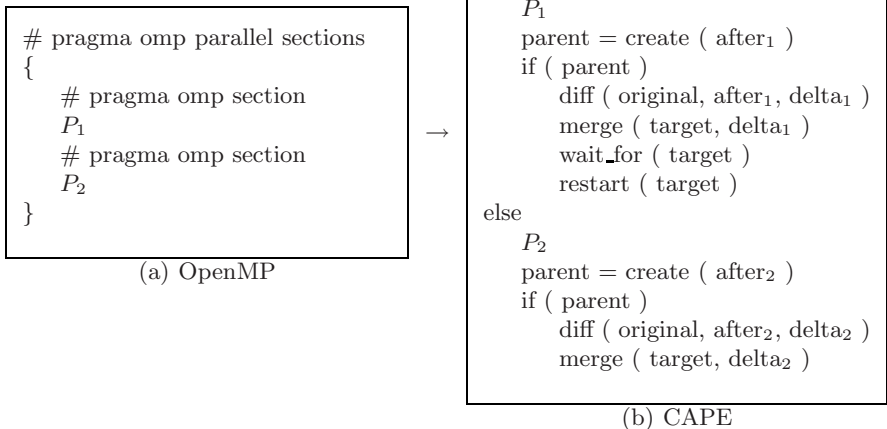 # pragma omp parallel sections
{
# pragma omp section
P₁
# pragma omp section
P₂
}
(a) OpenMP
→
P₁
parent = create ( after₁ )
if ( parent )
diff ( original, after₁, delta₁ )
merge ( target, delta₁ )
wait_for ( target )
restart ( target )
else
P₂
parent = create ( after₂ )
if ( parent )
diff ( original, after₂, delta₂ )
merge ( target, delta₂ )
(b) CAPE